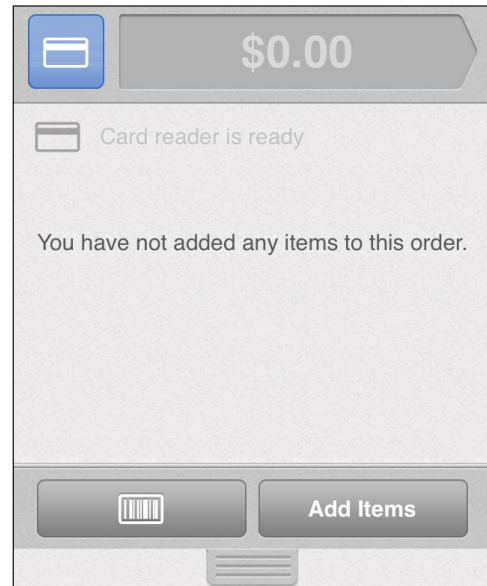 $0.00
Card reader is ready
You have not added any items to this order.
Add Items